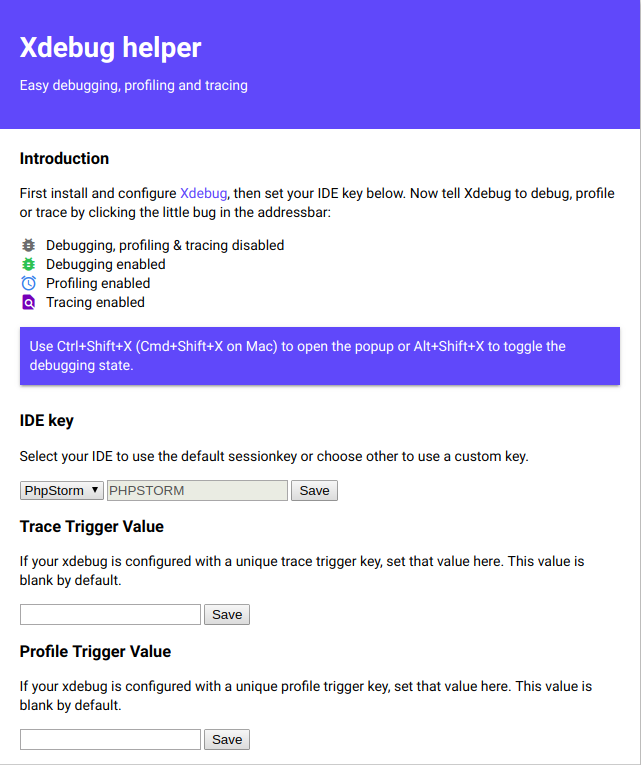 Xdebug helper
Easy debugging, profiling and tracing
Introduction
First install and configure Xdebug, then set your IDE key below. Now tell Xdebug to debug, profile
or trace by clicking the little bug in the addressbar:
Debugging, profiling & tracing disabled
Debugging enabled
Profiling enabled
Tracing enabled
Use Ctrl+Shift+X (Cmd+Shift+X on Mac) to open the popup or Alt+Shift+X to toggle the
debugging state.
IDE key
Select your IDE to use the default sessionkey or choose other to use a custom key.
PhpStorm PHPSTORM Save
Trace Trigger Value
If your xdebug is configured with a unique trace trigger key, set that value here. This value is
blank by default.
Save
Profile Trigger Value
If your xdebug is configured with a unique profile trigger key, set that value here. This value is
blank by default.
Save